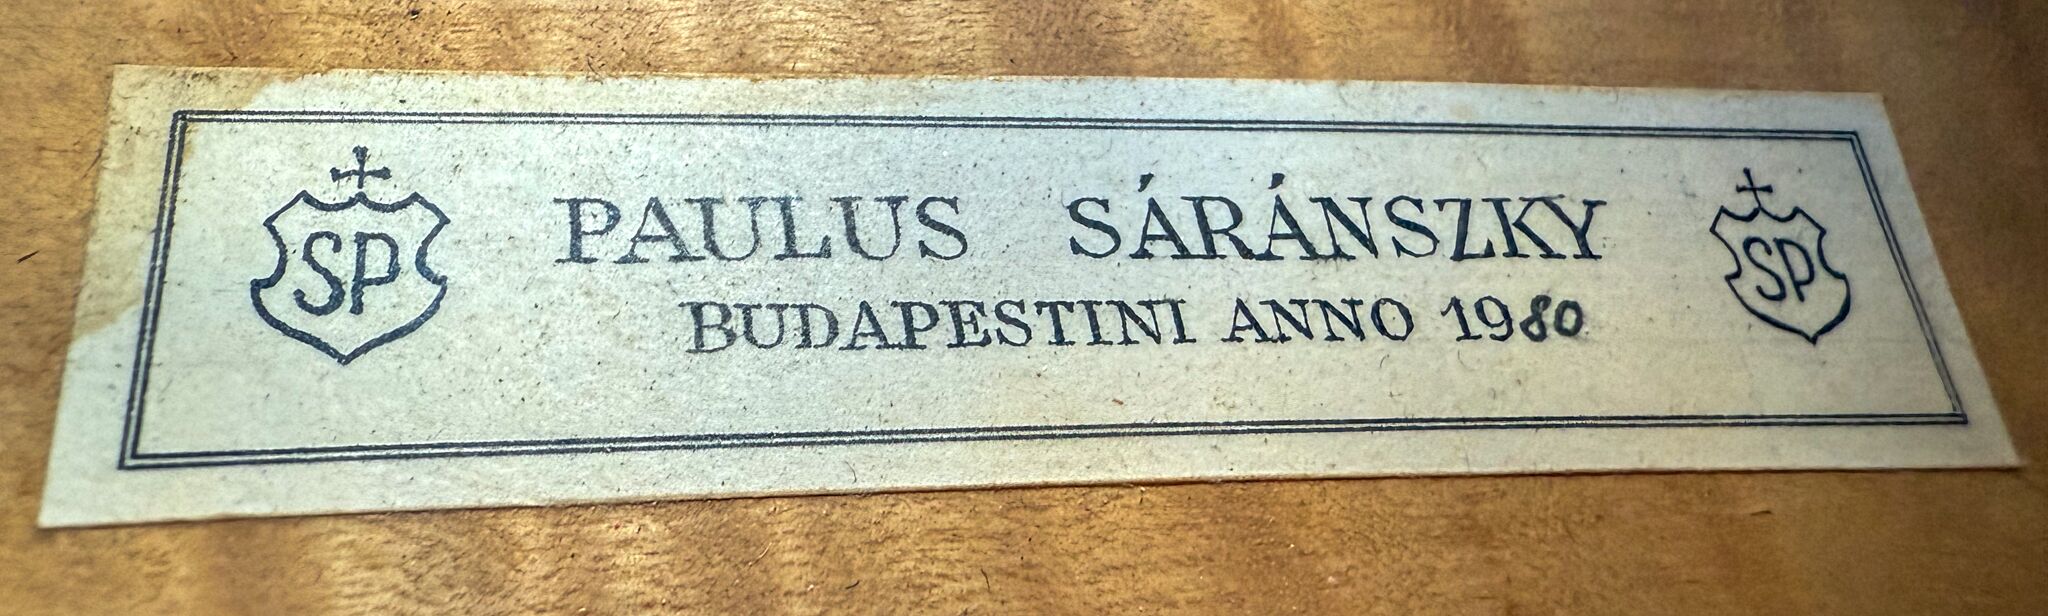 SP PAULUS SÁRÁNSZKY SP
BUDAPESTINI ANNO 1980